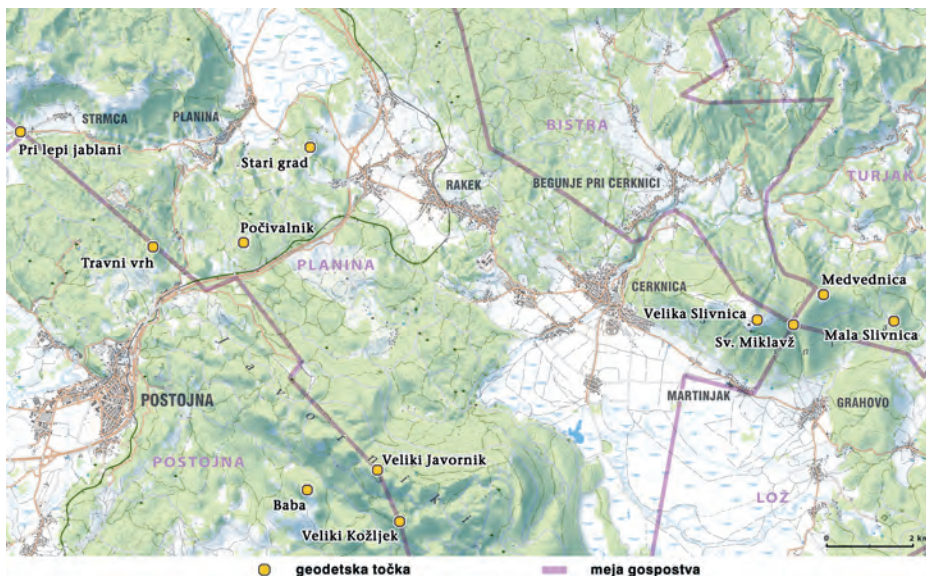 BISTRA
STRMCA
PLANINA
Pri lepi jablani
Stari grad
RAKEK
BEGUNJE PRI CERKNICI
TURJAK
Počivalnik
Travni vrh
PLANINA
CERKNICA
Medvednica
Velika Slivnica
Sv. Miklavž
Mala Slivnica
Javorniki
POSTOJNA
MARTINJAK
GRAHOVO
POSTOJNA
Veliki Javornik
Baba
LOŽ
Veliki Kožljek
0 2 km
geodetska točka
meja gospostva